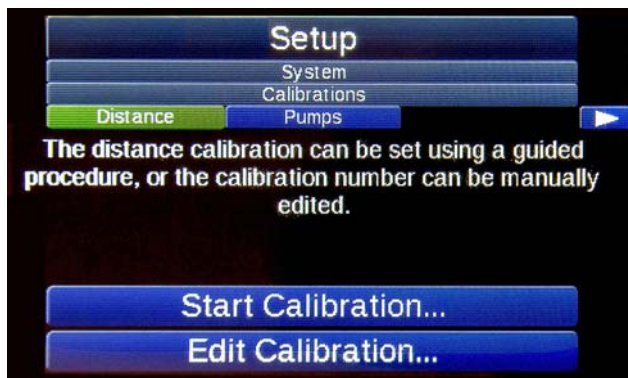 Setup
System
Calibrations
Distance Pumps
The distance calibration can be set using a guided
procedure, or the calibration number can be manually
edited.
Start Calibration...
Edit Calibration...